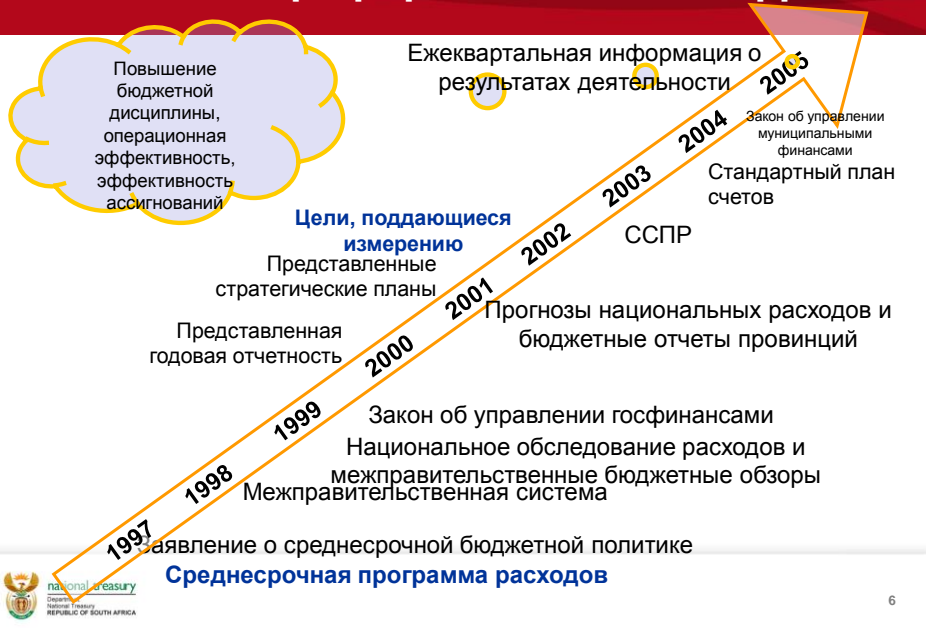 Повышение
бюджетной
дисциплины,
операционная
эффективность,
эффективность
ассигнований
Ежеквартальная информация о
результатах деятельности
2005
Закон об управлении
муниципальными
финансами
2004
Стандартный план
счетов
2003
Цели, поддающиеся
измерению
ССПР
2002
Представленные
стратегические планы
2001
Прогнозы национальных расходов и
бюджетные отчеты провинций
Представленная
годовая отчетность
2000
1999
Закон об управлении госфинансами
Национальное обследование расходов и
межправительственные бюджетные обзоры
1998
Межправительственная система
1997
Заявление о среднесрочной бюджетной политике
Среднесрочная программа расходов
national treasury
Department:
National Treasury
REPUBLIC OF SOUTH AFRICA
6